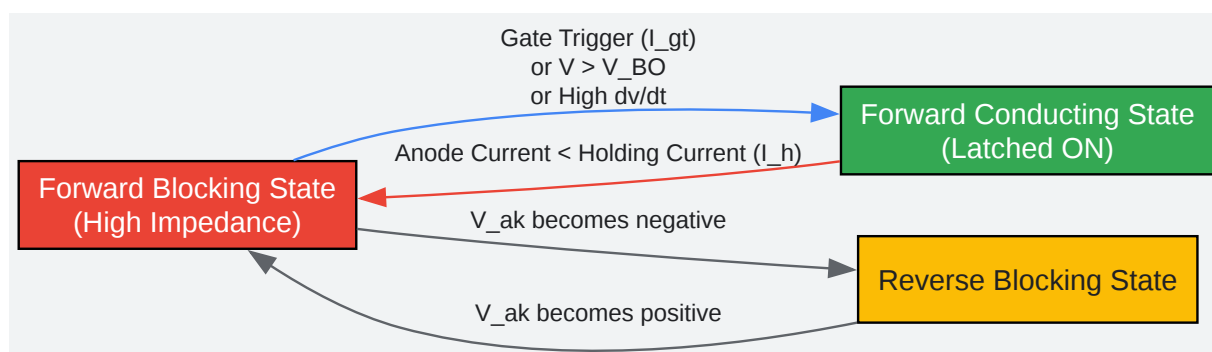 Gate Trigger (I_gt)
or V > V_BO
or High dv/dt
Forward Conducting State
(Latched ON)
Anode Current < Holding Current (I_h)
Forward Blocking State
(High Impedance)
V_ak becomes negative
Reverse Blocking State
V_ak becomes positive